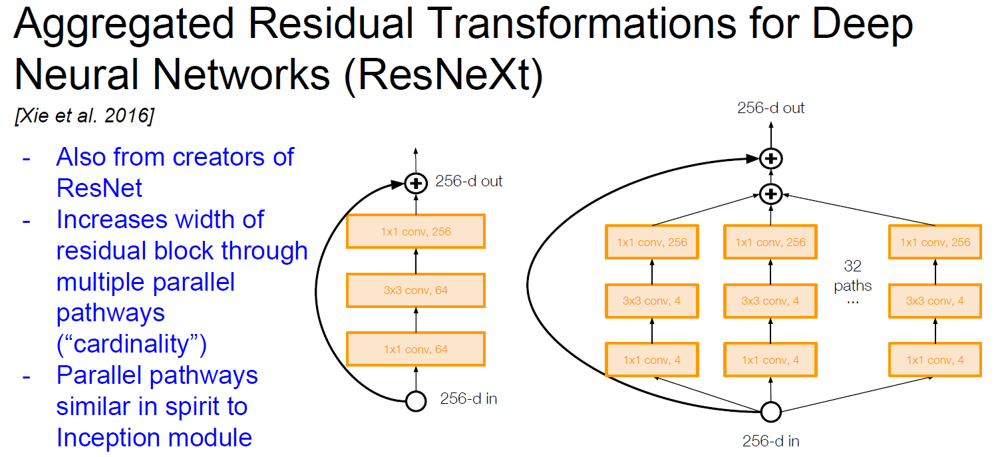 Aggregated Residual Transformations for Deep
Neural Networks (ResNeXt)
[Xie et al. 2016]
- Also from creators of
ResNet
- Increases width of
residual block through
multiple parallel
pathways
(“cardinality”)
- Parallel pathways
similar in spirit to
Inception module
256-d out
1x1 conv, 256
3x3 conv, 64
1x1 conv, 64
256-d in
256-d out
1x1 conv, 256
1x1 conv, 256
1x1 conv, 256
32
paths
...
3x3 conv, 4
3x3 conv, 4
3x3 conv, 4
1x1 conv, 4
1x1 conv, 4
1x1 conv, 4
256-d in